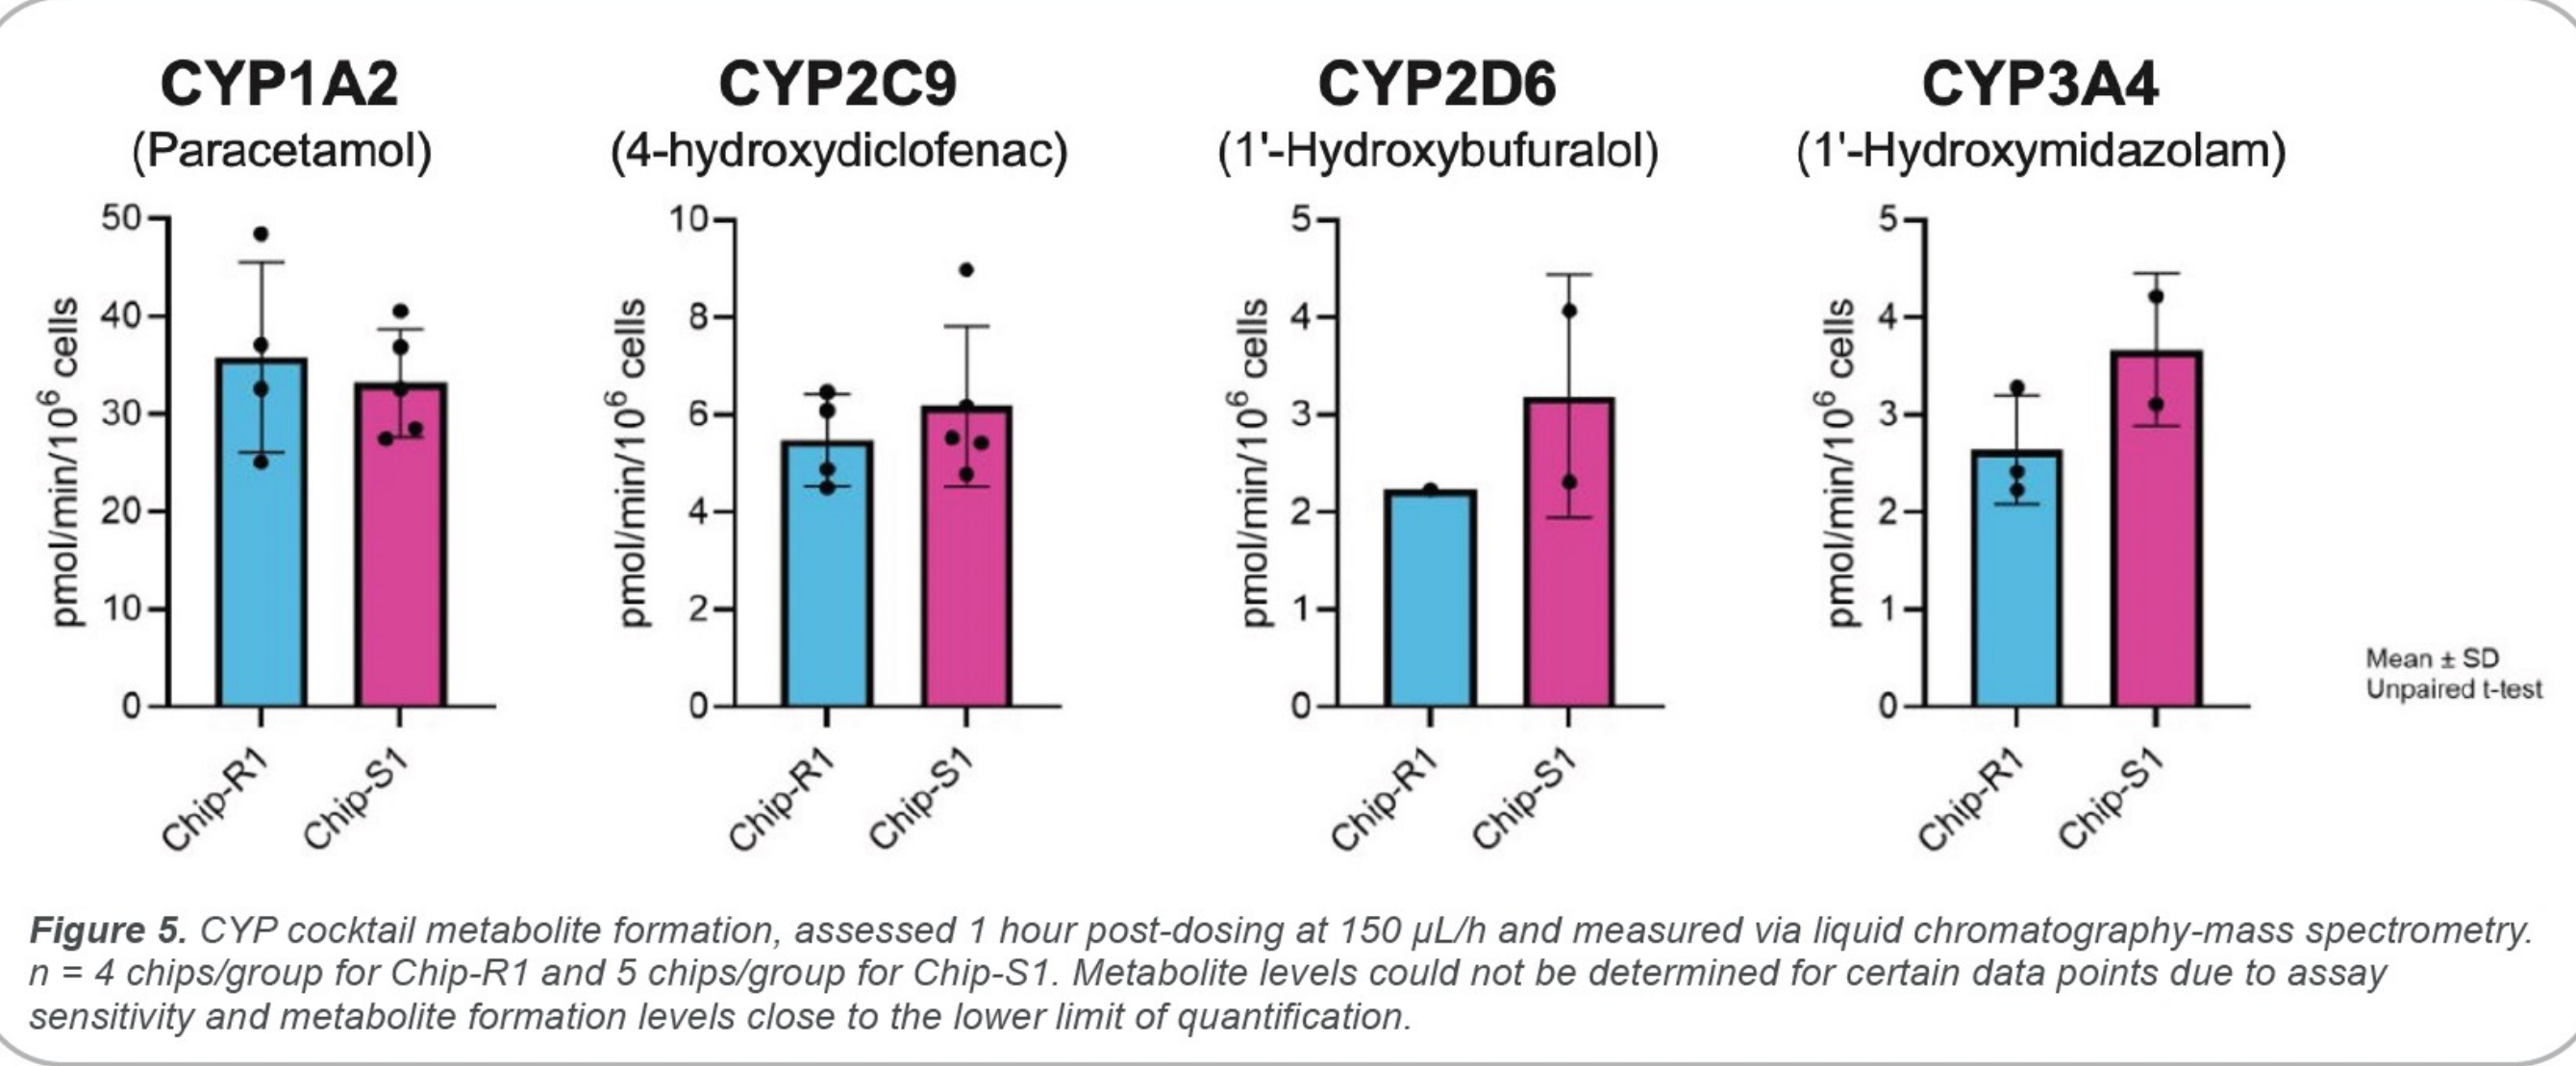 CYP1A2
(Paracetamol)
50
40
30
20
10
0
pmol/min/10⁶ cells
Chip-R1
Chip-S1
CYP2C9
(4-hydroxydiclofenac)
10
8
6
4
2
0
pmol/min/10⁶ cells
Chip-R1
Chip-S1
CYP2D6
(1'-Hydroxybufuralol)
5
4
3
2
1
0
pmol/min/10⁶ cells
Chip-R1
Chip-S1
CYP3A4
(1'-Hydroxymidazolam)
5
4
3
2
1
0
pmol/min/10⁶ cells
Chip-R1
Chip-S1
Mean ± SD
Unpaired t-test
Figure 5. CYP cocktail metabolite formation, assessed 1 hour post-dosing at 150 µL/h and measured via liquid chromatography-mass spectrometry.
n = 4 chips/group for Chip-R1 and 5 chips/group for Chip-S1. Metabolite levels could not be determined for certain data points due to assay
sensitivity and metabolite formation levels close to the lower limit of quantification.